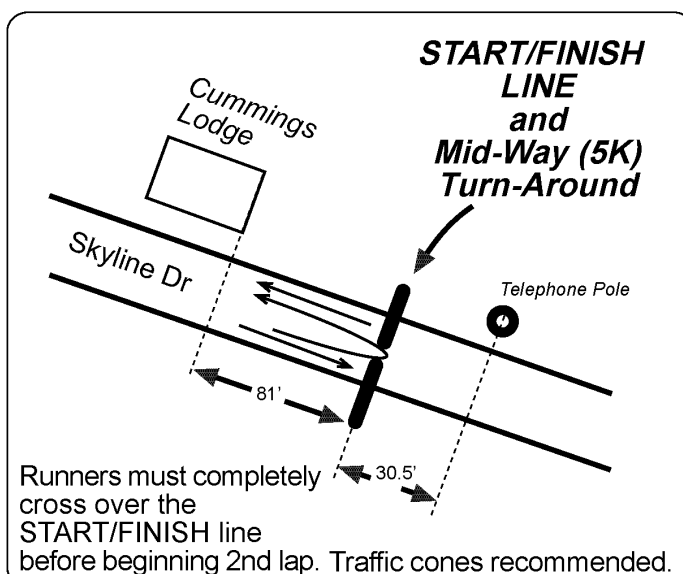 START/FINISH
LINE
and
Mid-Way (5K)
Turn-Around
Cummings
Lodge
Skyline Dr
Telephone Pole
81'
30.5'
Runners must completely
cross over the
START/FINISH line
before beginning 2nd lap. Traffic cones recommended.